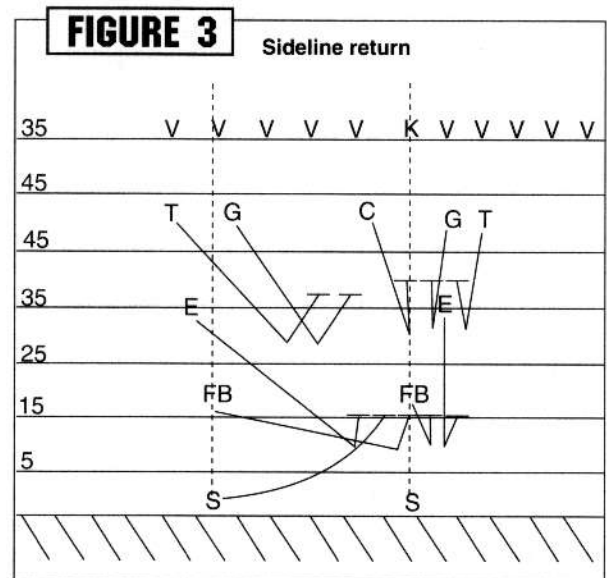 FIGURE 3
Sideline return
35 V V V V V K V V V V V
45
T G C G T
45
35 E E
25
FB FB
15
5
S S